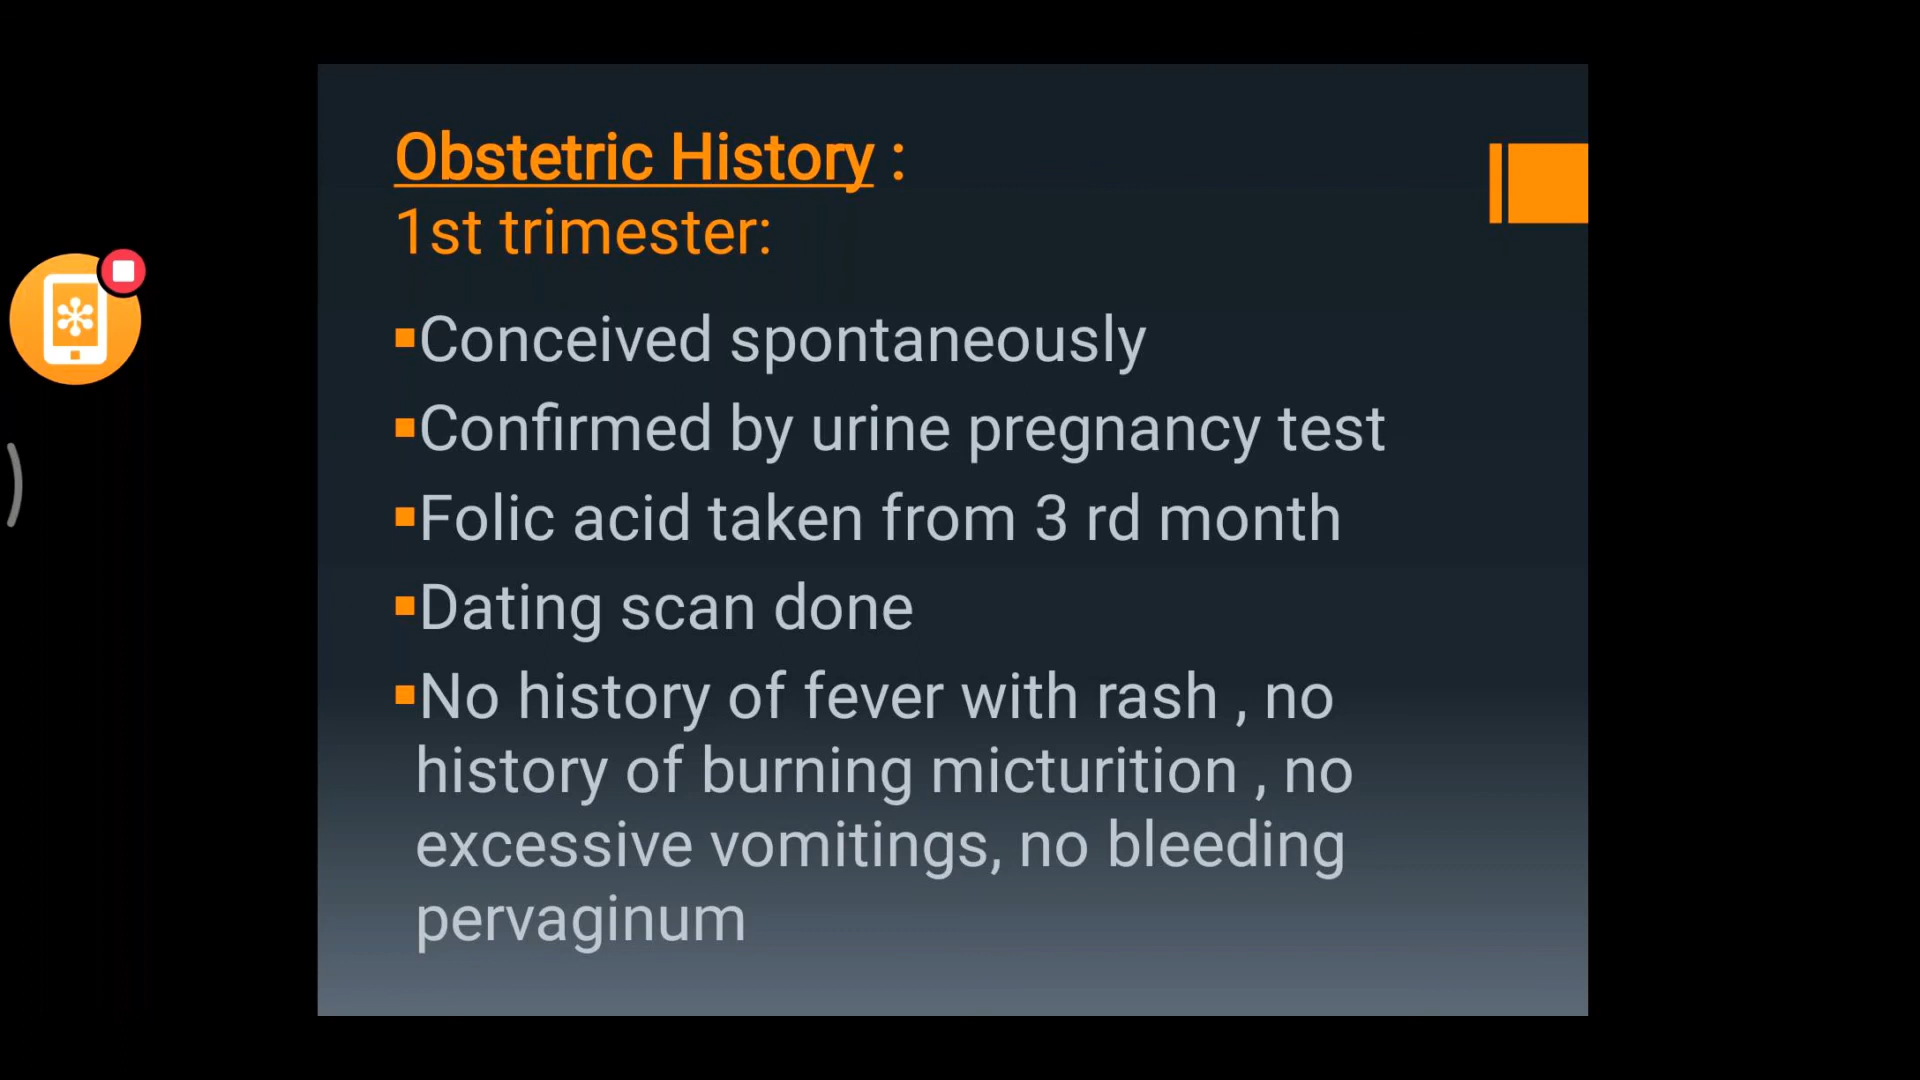 Obstetric History :
1st trimester:
▪Conceived spontaneously
▪Confirmed by urine pregnancy test
▪Folic acid taken from 3 rd month
▪Dating scan done
▪No history of fever with rash , no
history of burning micturition , no
excessive vomitings, no bleeding
pervaginum